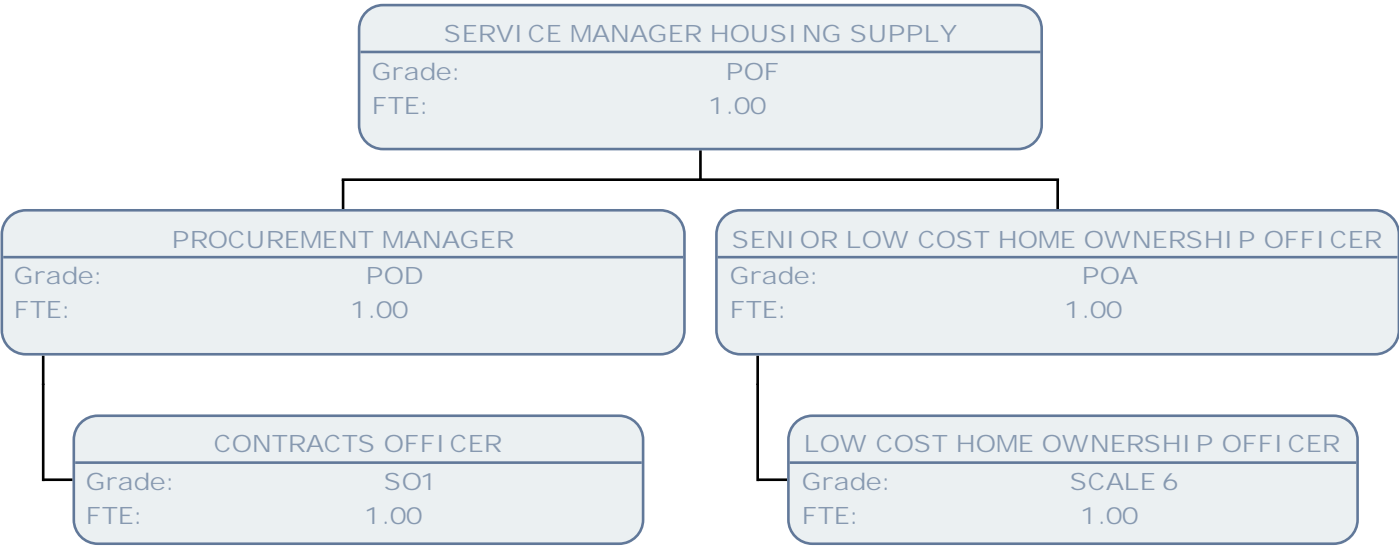 SERVICE MANAGER HOUSING SUPPLY
Grade: POF
FTE: 1.00
PROCUREMENT MANAGER
Grade: POD
FTE: 1.00
SENIOR LOW COST HOME OWNERSHIP OFFICER
Grade: POA
FTE: 1.00
CONTRACTS OFFICER
Grade: SO1
FTE: 1.00
LOW COST HOME OWNERSHIP OFFICER
Grade: SCALE 6
FTE: 1.00